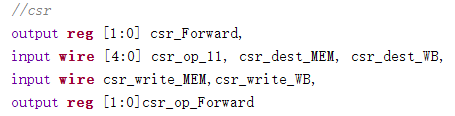 //csr
output reg [1:0] csr_Forward,
input wire [4:0] csr_op_11, csr_dest_MEM, csr_dest_WB,
input wire csr_write_MEM,csr_write_WB,
output reg [1:0]csr_op_Forward